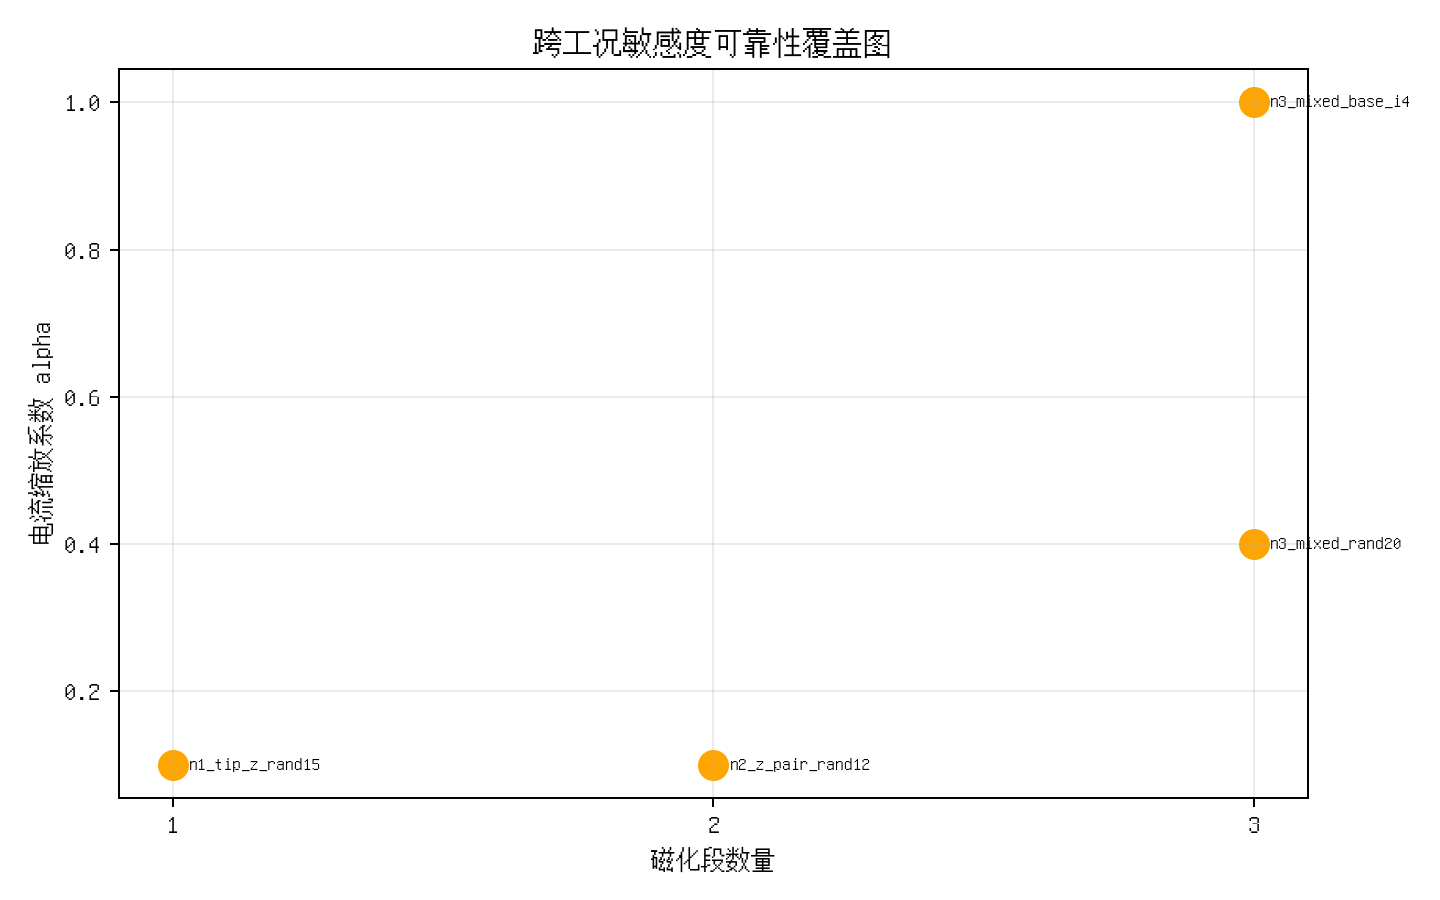 跨工况敏感度可靠性覆盖图
1.0
n3_mixed_base_i4
0.8
电流缩放系数 alpha
0.6
0.4
n3_mixed_rand20
0.2
n1_tip_z_rand15
n2_z_pair_rand12
1
2
3
磁化段数量